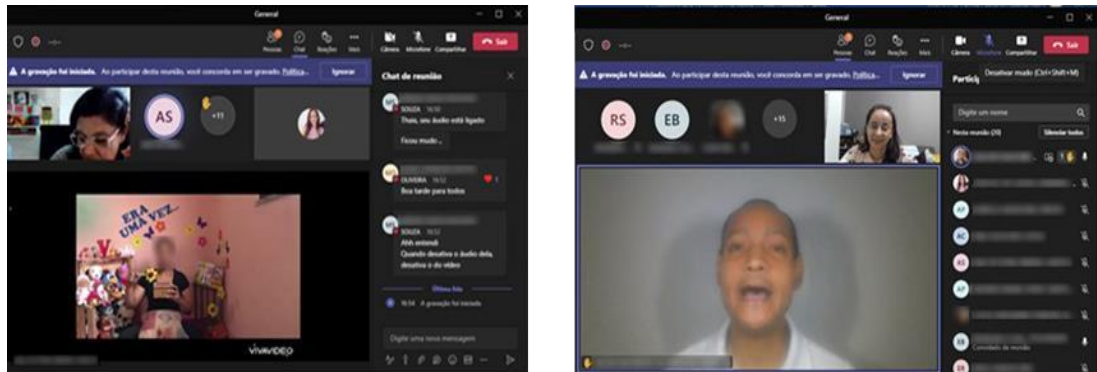 General
Pessoas Chat Reações Mais Câmera Microfone Compartilhar Sair
A gravação foi iniciada. Ao participar desta reunião, você concorda em ser gravado. Política... Ignorar
Chat de reunião
AS
+11
SOUZA 16:50
Thais, seu áudio está ligado
Ficou mudo ..
OLIVEIRA 16:52
1
Boa tarde para todos
SOUZA 16:53
Ahh entendi
Quando desativa o áudio dela,
desativa o do vídeo
Última lida
16:54 A gravação foi iniciada
Digite uma nova mensagem
ERA
UMA VEZ...
VIVAVIDEO
General
Pessoas Chat Reações Mais Câmera Microfone Compartilhar Sair
A gravação foi iniciada. Ao participar desta reunião, você concorda em ser gravado. Política... Ignorar
Particip
Desativar mudo (Ctrl+Shift+M)
RS
EB
+15
Digite um nome
Nesta reunião (20) Silenciar todos
1
AP
AC
AS
AP
EB
Convidado da reunião
EB